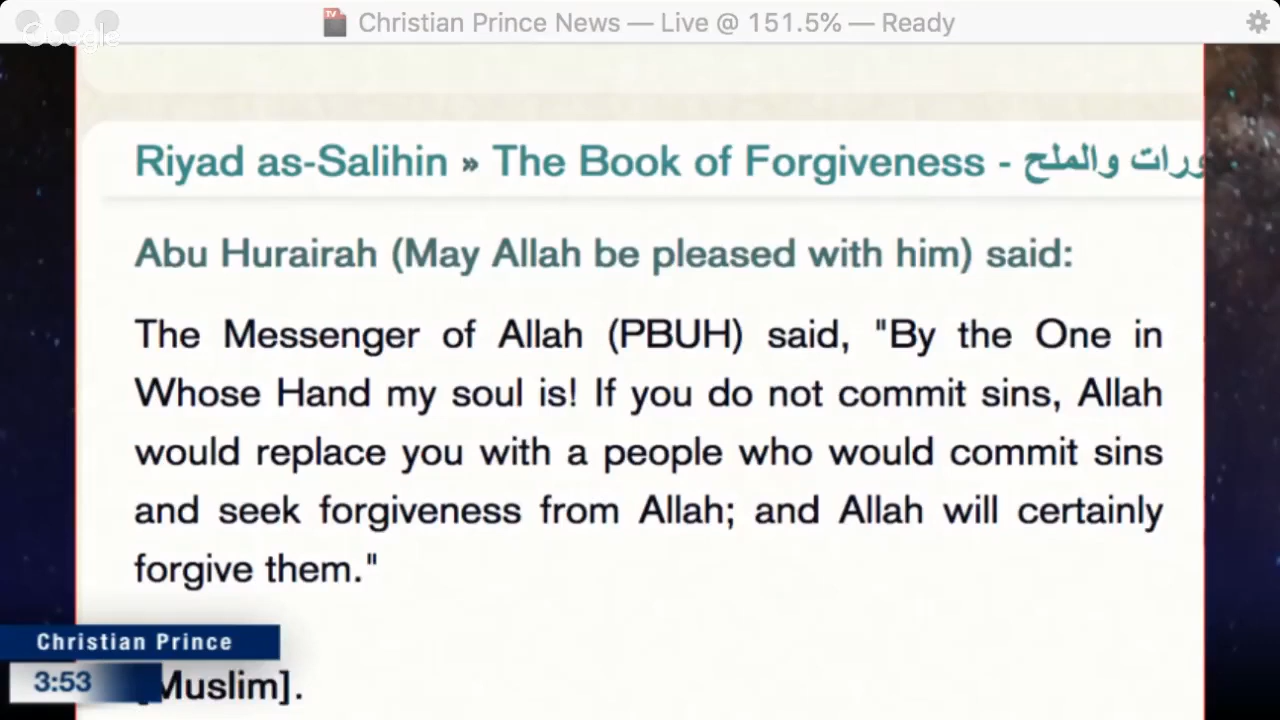 Christian Prince News — Live @ 151.5% — Ready
Google
Riyad as-Salihin » The Book of Forgiveness - والملح
Abu Hurairah (May Allah be pleased with him) said:
The Messenger of Allah (PBUH) said, "By the One in
Whose Hand my soul is! If you do not commit sins, Allah
would replace you with a people who would commit sins
and seek forgiveness from Allah; and Allah will certainly
forgive them."
Christian Prince
3:53
Muslim].